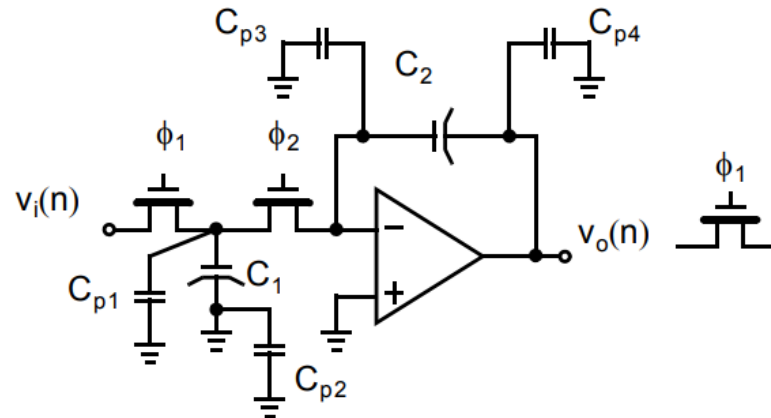 C_p3
C_p4
C_2
ϕ_1
ϕ_2
ϕ_1
v_i(n)
v_o(n)
C_p1
C_1
C_p2